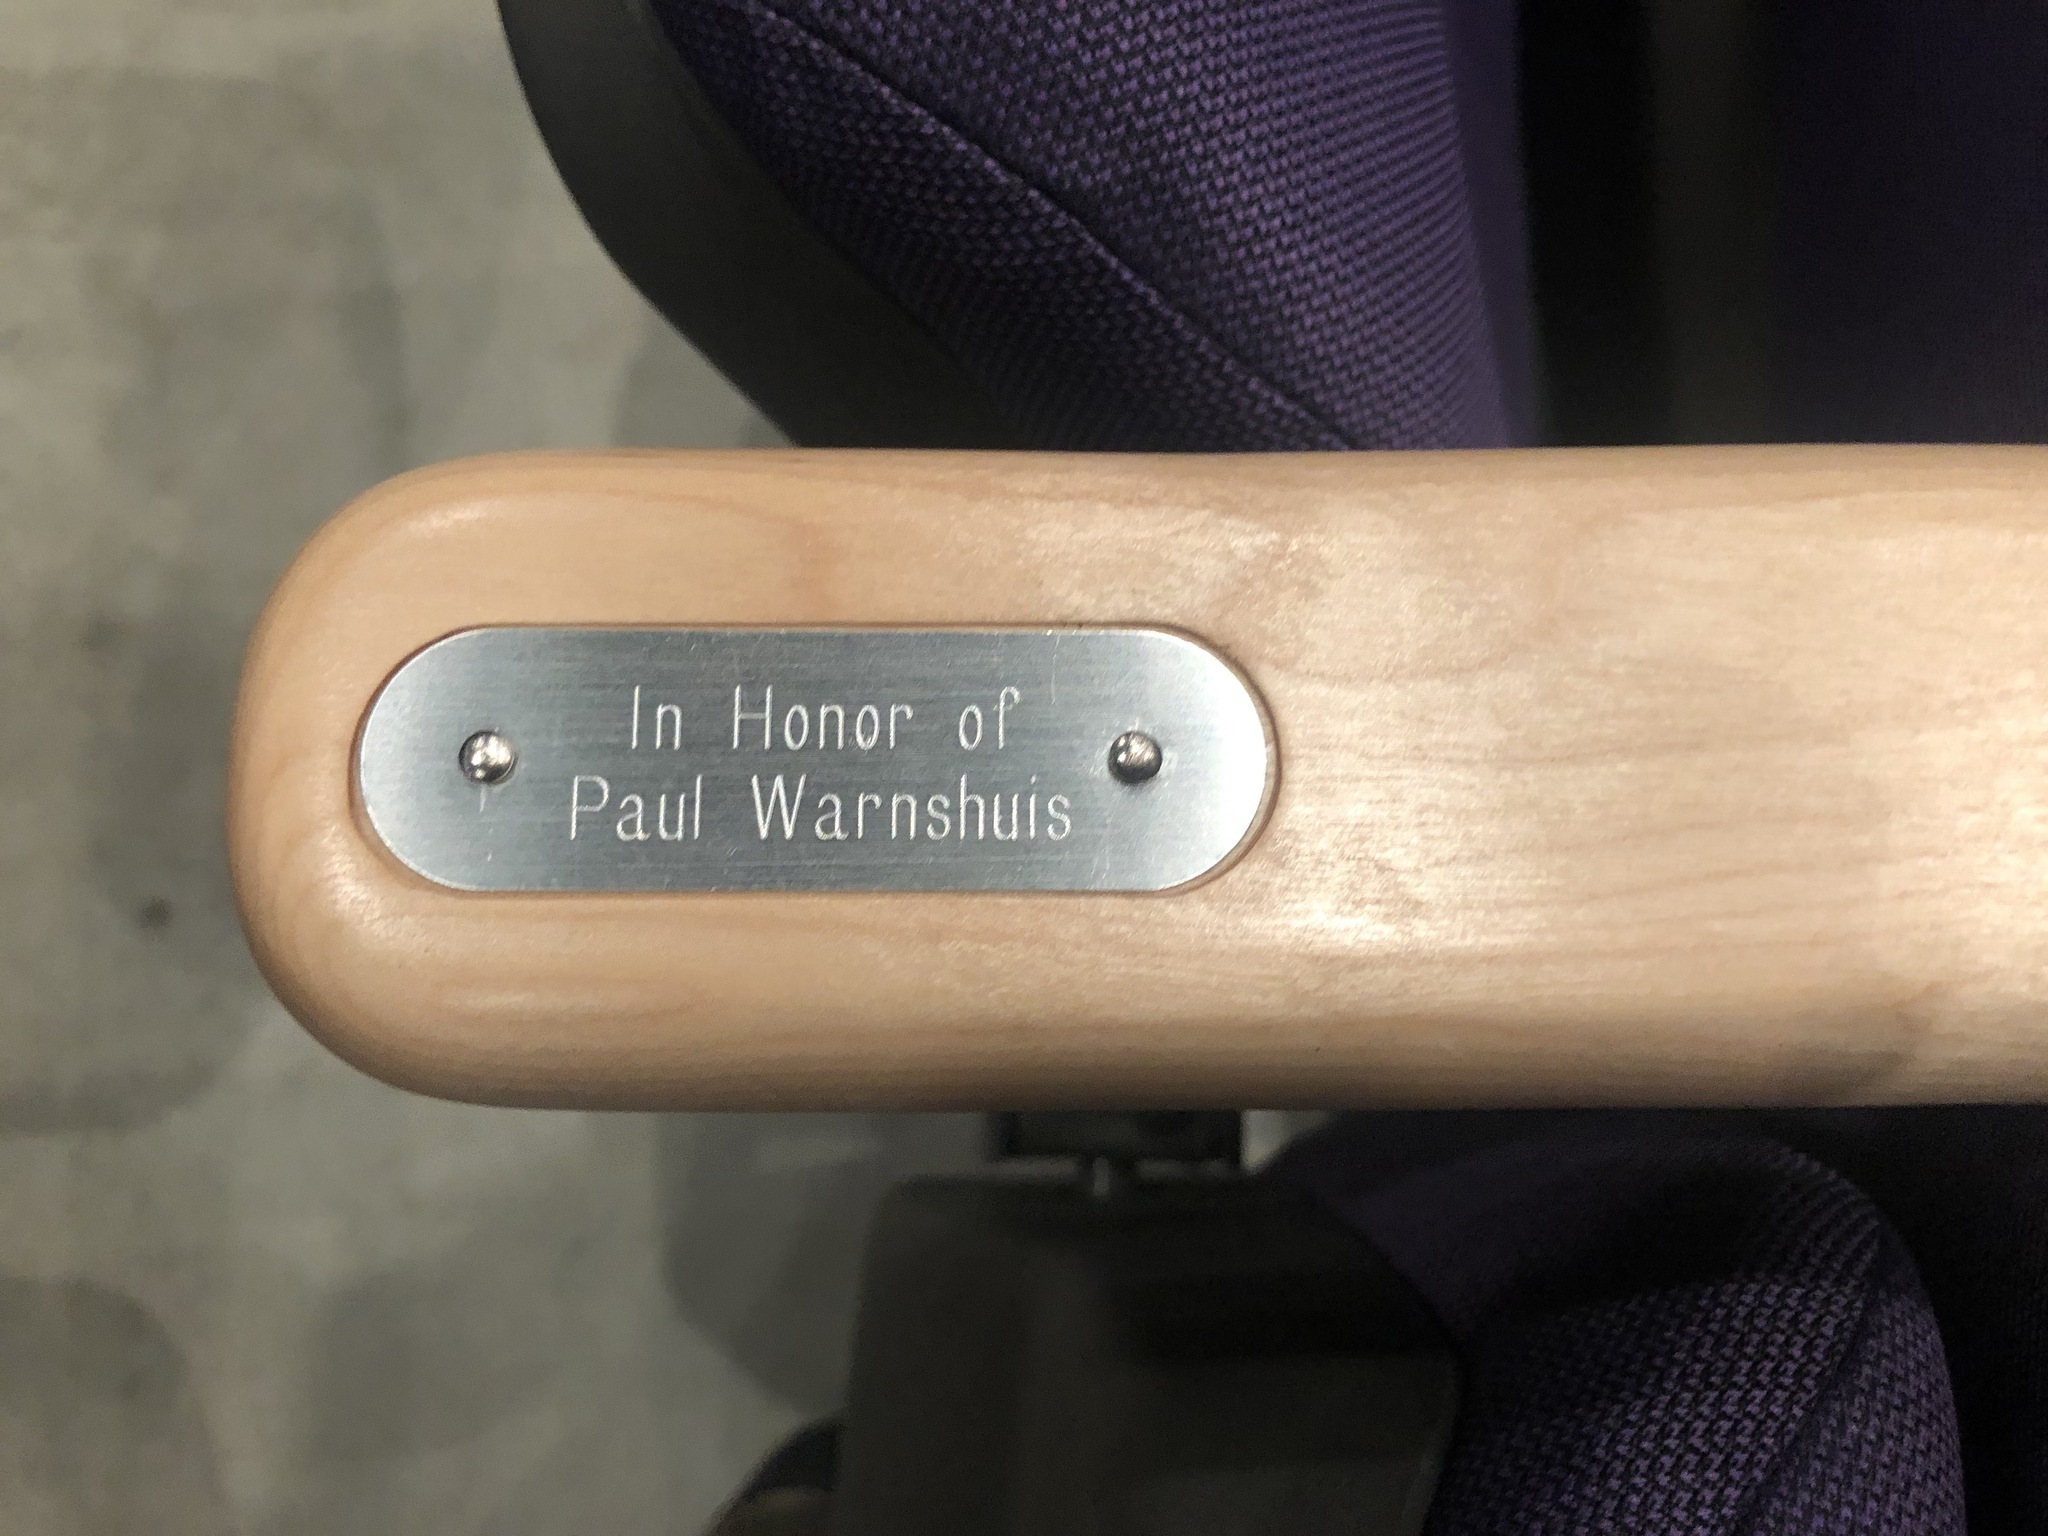 In Honor of
Paul Warnshuis